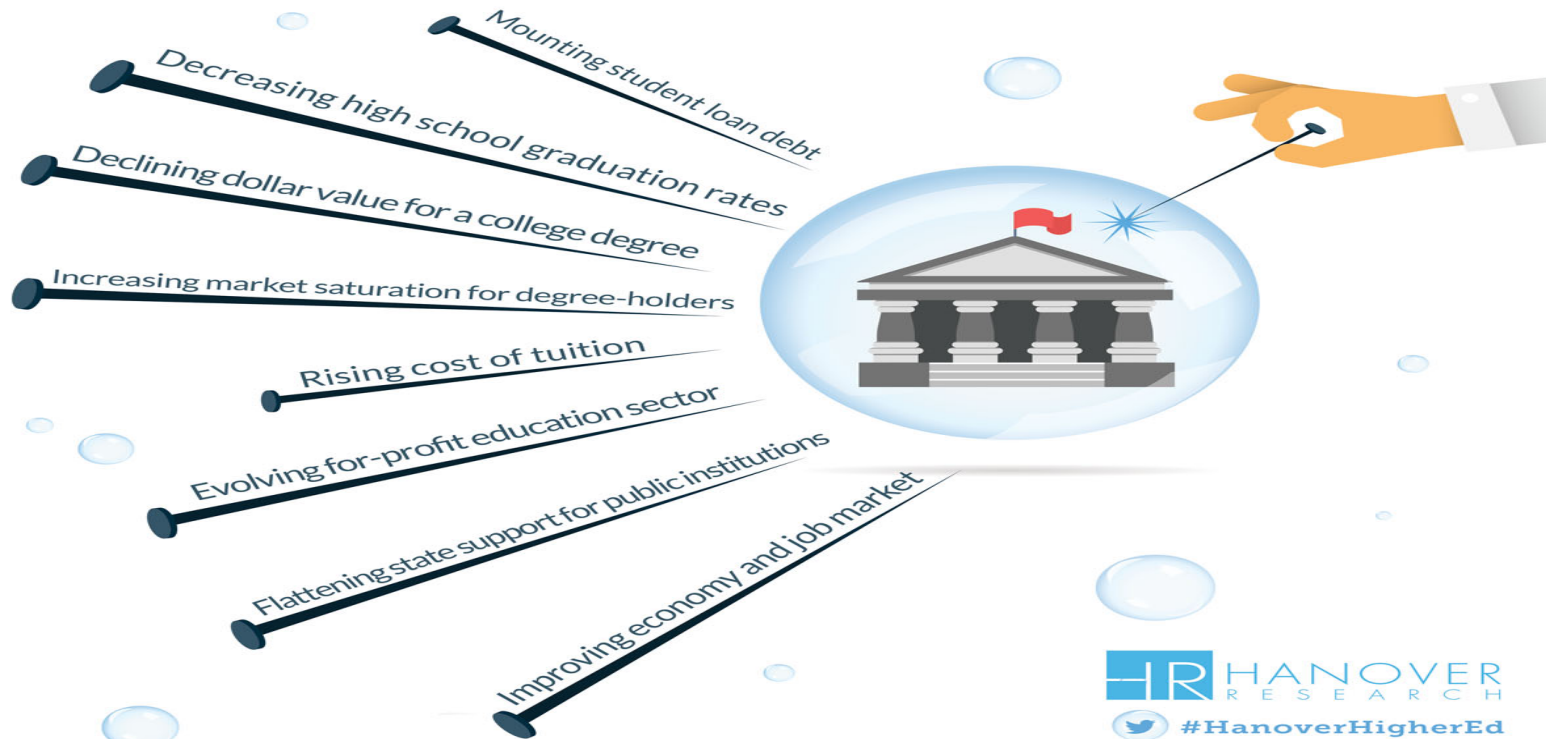 Mounting student loan debt
Decreasing high school graduation rates
Declining dollar value for a college degree
Increasing market saturation for degree-holders
Rising cost of tuition
Evolving for-profit education sector
Flattening state support for public institutions
Improving economy and job market
HR HANOVER
RESEARCH
#HanoverHigherEd